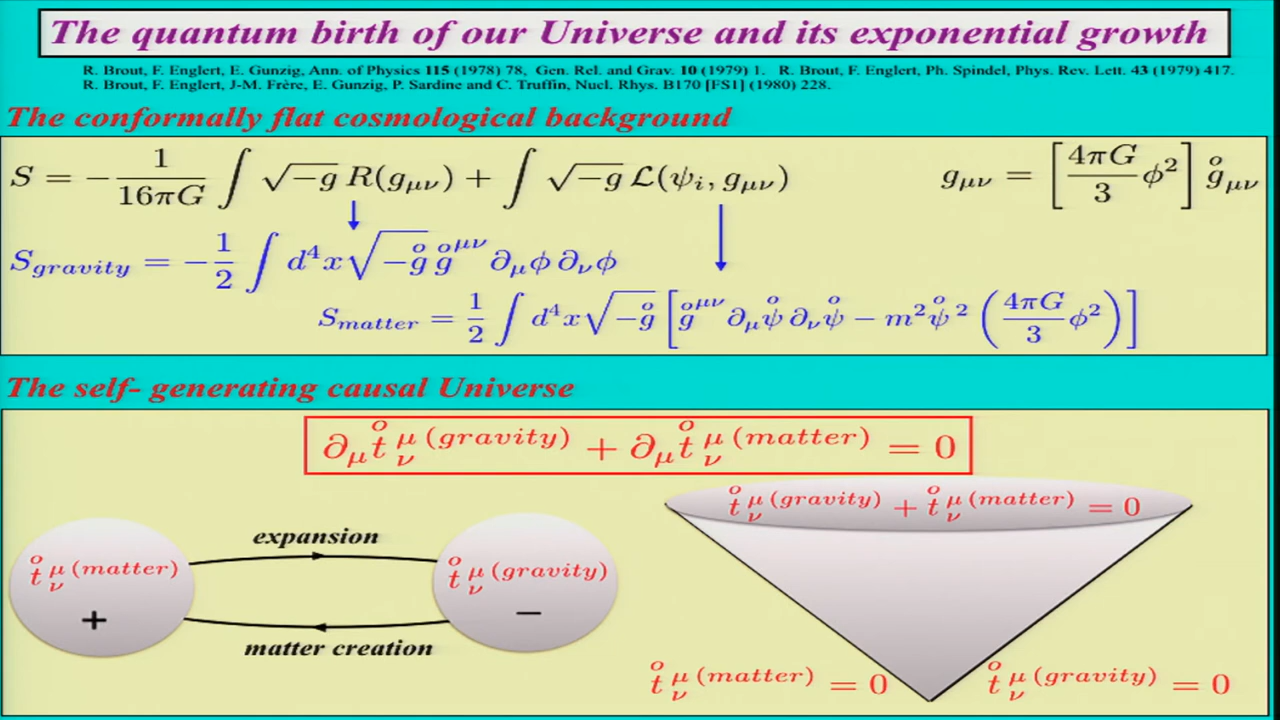 The quantum birth of our Universe and its exponential growth
R. Brout, F. Englert, E. Gunzig, Ann. of Physics 115 (1978) 78, Gen. Rel. and Grav. 10 (1979) 1. R. Brout, F. Englert, Ph. Spindel, Phys. Rev. Lett. 43 (1979) 417.
R. Brout, F. Englert, J-M. Frère, E. Gunzig, P. Sardine and C. Truffin, Nucl. Rhys. B170 [FS1] (1980) 228.
The conformally flat cosmological background
S = − 1/16πG ∫ √−g R(g_μν) + ∫ √−g ℒ(ψ_i, g_μν) g_μν = [4πG/3 ϕ²] g̊_μν
S_gravity = − 1/2 ∫ d⁴x √−g̊ g̊^μν ∂_μϕ ∂_νϕ
S_matter = 1/2 ∫ d⁴x √−g̊ [g̊^μν ∂_μψ̊ ∂_νψ̊ − m²ψ̊² (4πG/3 ϕ²)]
The self- generating causal Universe
∂_μ t̊^μ_ν (gravity) + ∂_μ t̊^μ_ν (matter) = 0
t̊^μ_ν (gravity) + t̊^μ_ν (matter) = 0
expansion
t̊^μ_ν (matter)
+
t̊^μ_ν (gravity)
−
matter creation
t̊^μ_ν (matter) = 0
t̊^μ_ν (gravity) = 0